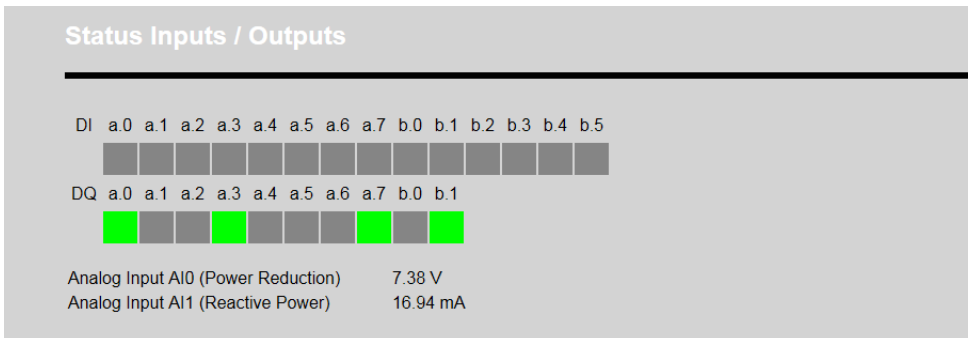 Status Inputs / Outputs
DI a.0 a.1 a.2 a.3 a.4 a.5 a.6 a.7 b.0 b.1 b.2 b.3 b.4 b.5
DQ a.0 a.1 a.2 a.3 a.4 a.5 a.6 a.7 b.0 b.1
Analog Input AI0 (Power Reduction) 7.38 V
Analog Input AI1 (Reactive Power) 16.94 mA